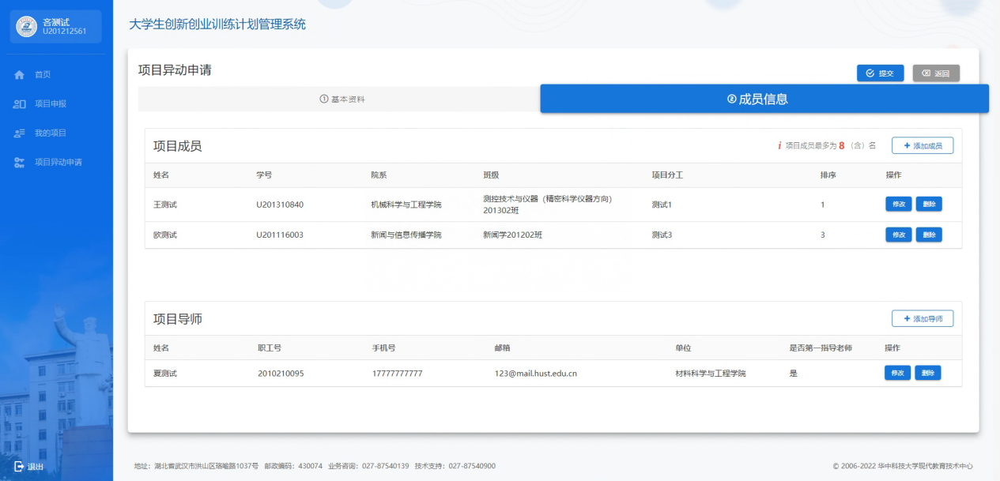 吝测试
U201212561
首页
项目申报
我的项目
项目异动申请
退出
大学生创新创业训练计划管理系统
项目异动申请
提交 返回
① 基本资料 ② 成员信息
项目成员 i 项目成员最多为 8 (含) 名 + 添加成员
姓名 学号 院系 班级 项目分工 排序 操作
王测试 U201310840 机械科学与工程学院 测控技术与仪器（精密科学仪器方向） 测试1 1 修改 删除
201302班
欧测试 U201116003 新闻与信息传播学院 新闻学201202班 测试3 3 修改 删除
项目导师 + 添加导师
姓名 职工号 手机号 邮箱 单位 是否第一指导老师 操作
夏测试 2010210095 17777777777 123@mail.hust.edu.cn 材料科学与工程学院 是 修改 删除
地址：湖北省武汉市洪山区珞喻路1037号 邮政编码：430074 业务咨询：027-87540139 技术支持：027-87540900 © 2006-2022 华中科技大学现代教育技术中心